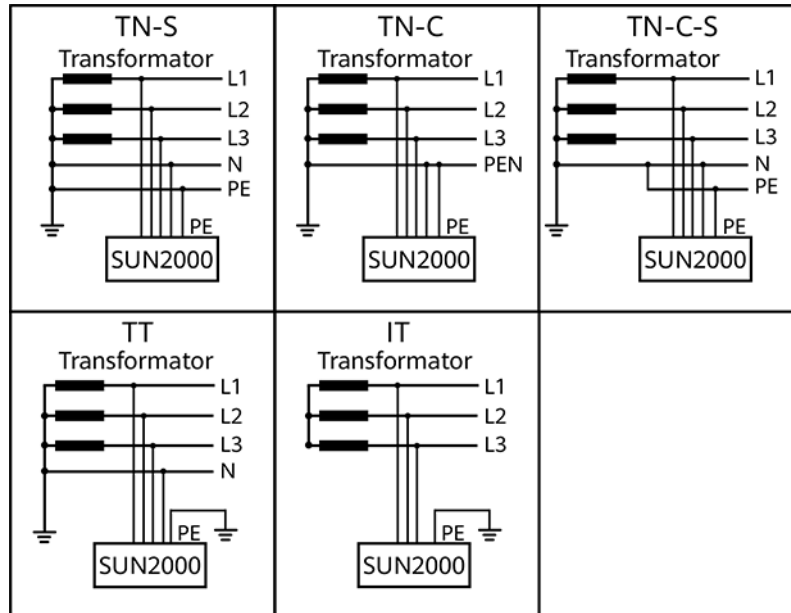 TN-S
Transformator
L1
L2
L3
N
PE
PE
SUN2000
TN-C
Transformator
L1
L2
L3
PEN
PE
SUN2000
TN-C-S
Transformator
L1
L2
L3
N
PE
PE
SUN2000
TT
Transformator
L1
L2
L3
N
PE
SUN2000
IT
Transformator
L1
L2
L3
PE
SUN2000